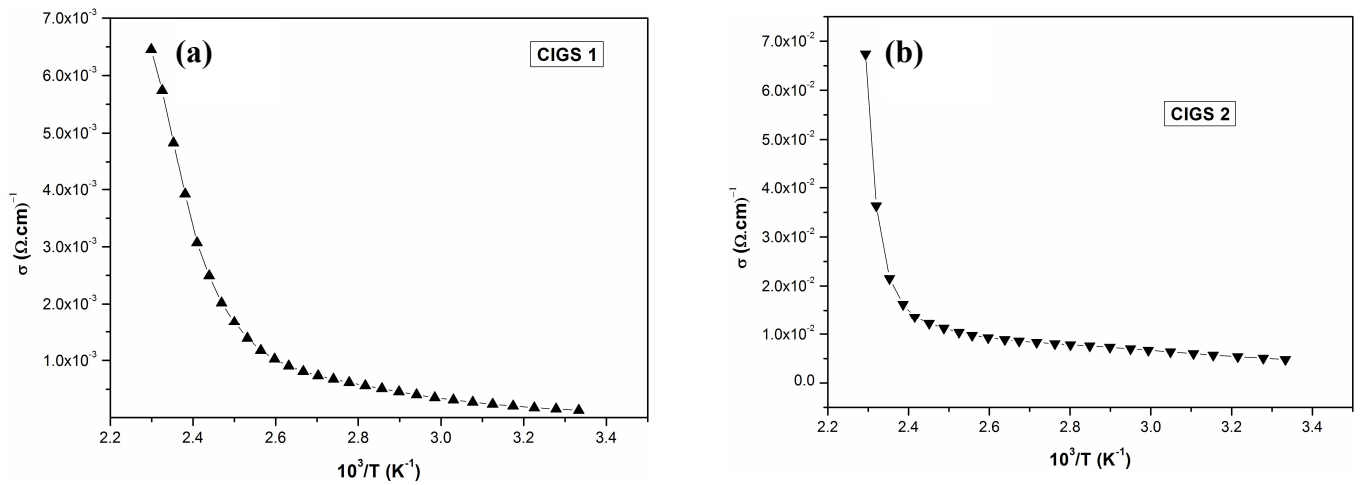 (a)
CIGS 1
7.0x10⁻³
6.0x10⁻³
5.0x10⁻³
4.0x10⁻³
3.0x10⁻³
2.0x10⁻³
1.0x10⁻³
σ (Ω.cm)⁻¹
2.2 2.4 2.6 2.8 3.0 3.2 3.4
10³/T (K⁻¹)
(b)
CIGS 2
7.0x10⁻²
6.0x10⁻²
5.0x10⁻²
4.0x10⁻²
3.0x10⁻²
2.0x10⁻²
1.0x10⁻²
0.0
σ (Ω.cm)⁻¹
2.2 2.4 2.6 2.8 3.0 3.2 3.4
10³/T (K⁻¹)